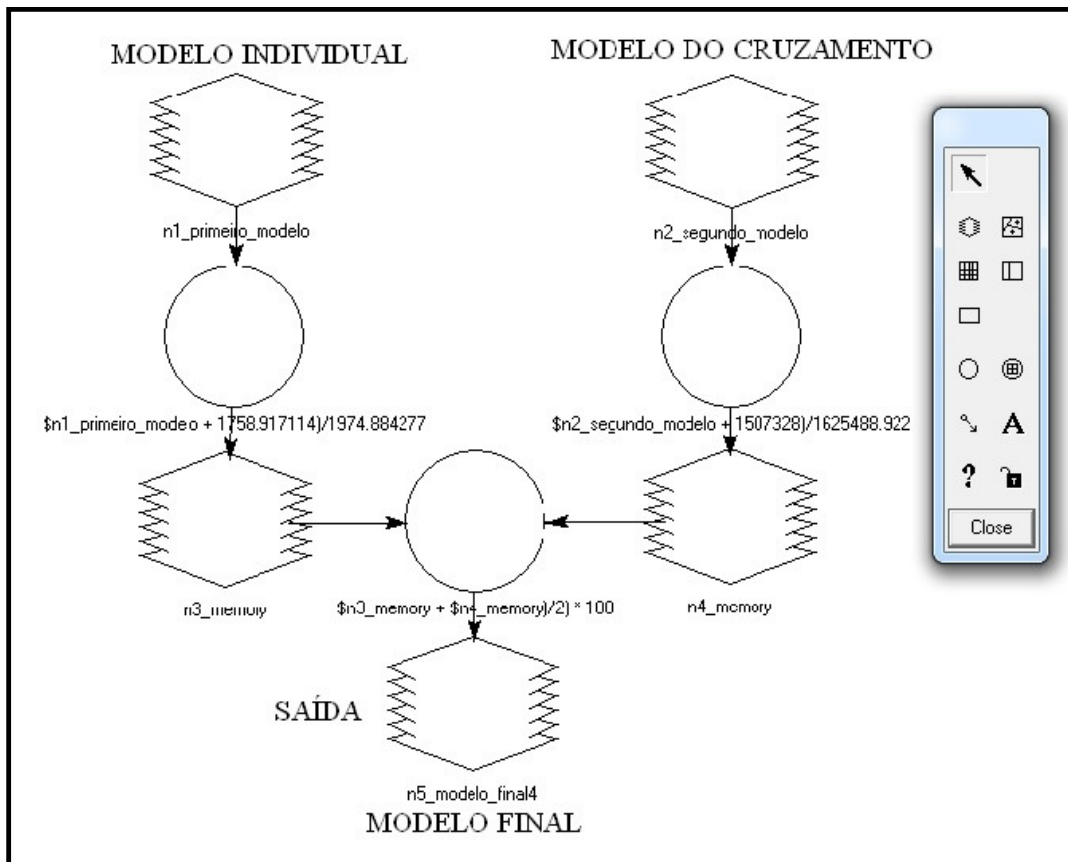 MODELO INDIVIDUAL
MODELO DO CRUZAMENTO
n1_primeiro_modelo
n2_segundo_modelo
$n1_primeiro_modelo + 1758.917114)/1974.884277
$n2_segundo_modelo + 1507328)/1625488.922
n3_memory
$n3_memory + $n4_memory)/2) * 100
n4_memory
SAÍDA
n5_modelo_final4
MODELO FINAL
A
?
Close